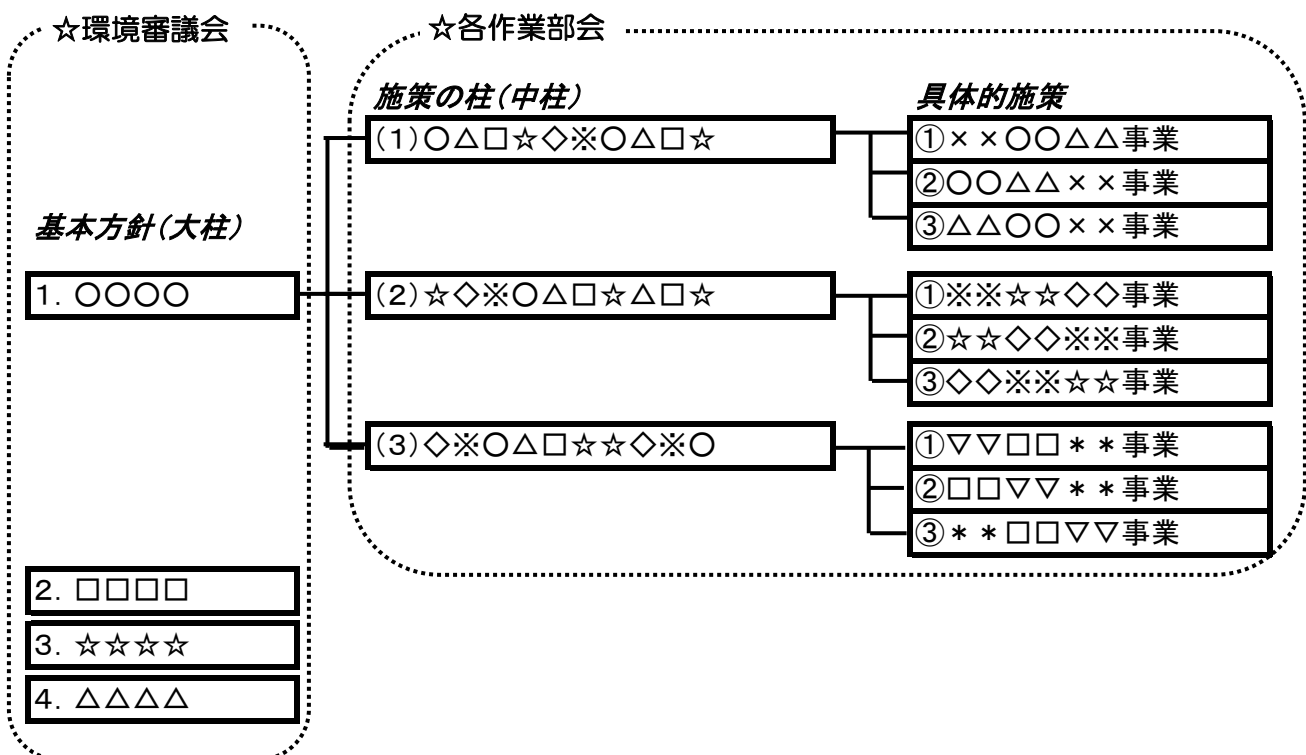 ☆環境審議会
☆各作業部会
施策の柱(中柱)
具体的施策
(1)○△□☆◇※○△□☆
①××○○△△事業
②○○△△××事業
③△△○○××事業
基本方針(大柱)
1. ○○○○
(2)☆◇※○△□☆△□☆
①※※☆☆◇◇事業
②☆☆◇◇※※事業
③◇◇※※☆☆事業
(3)◇※○△□☆☆◇※○
①▽▽□□**事業
②□□▽▽**事業
③**□□▽▽事業
2. □□□□
3. ☆☆☆☆
4. △△△△